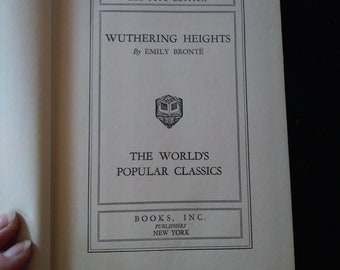 WUTHERING HEIGHTS
By EMILY BRONTË
THE WORLD'S
POPULAR CLASSICS
BOOKS, INC.
PUBLISHERS
NEW YORK